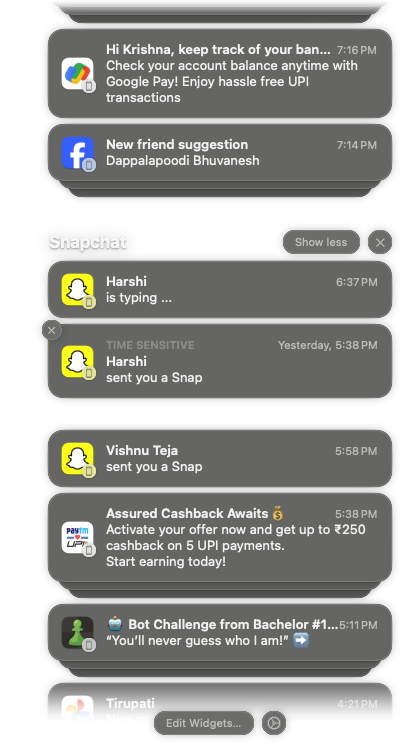 Hi Krishna, keep track of your ban... 7:16 PM
Check your account balance anytime with
Google Pay! Enjoy hassle free UPI
transactions
New friend suggestion 7:14 PM
Dappalapoodi Bhuvanesh
Snapchat Show less
Harshi 6:37 PM
is typing ...
TIME SENSITIVE Yesterday, 5:38 PM
Harshi
sent you a Snap
Vishnu Teja 5:58 PM
sent you a Snap
Assured Cashback Awaits💰 5:38 PM
Activate your offer now and get up to ₹250
cashback on 5 UPI payments.
Start earning today!
paytm
UPI
🤖 Bot Challenge from Bachelor #1... 5:11 PM
“You’ll never guess who I am!” ➡️
Tirupati 4:21 PM
Edit Widgets...